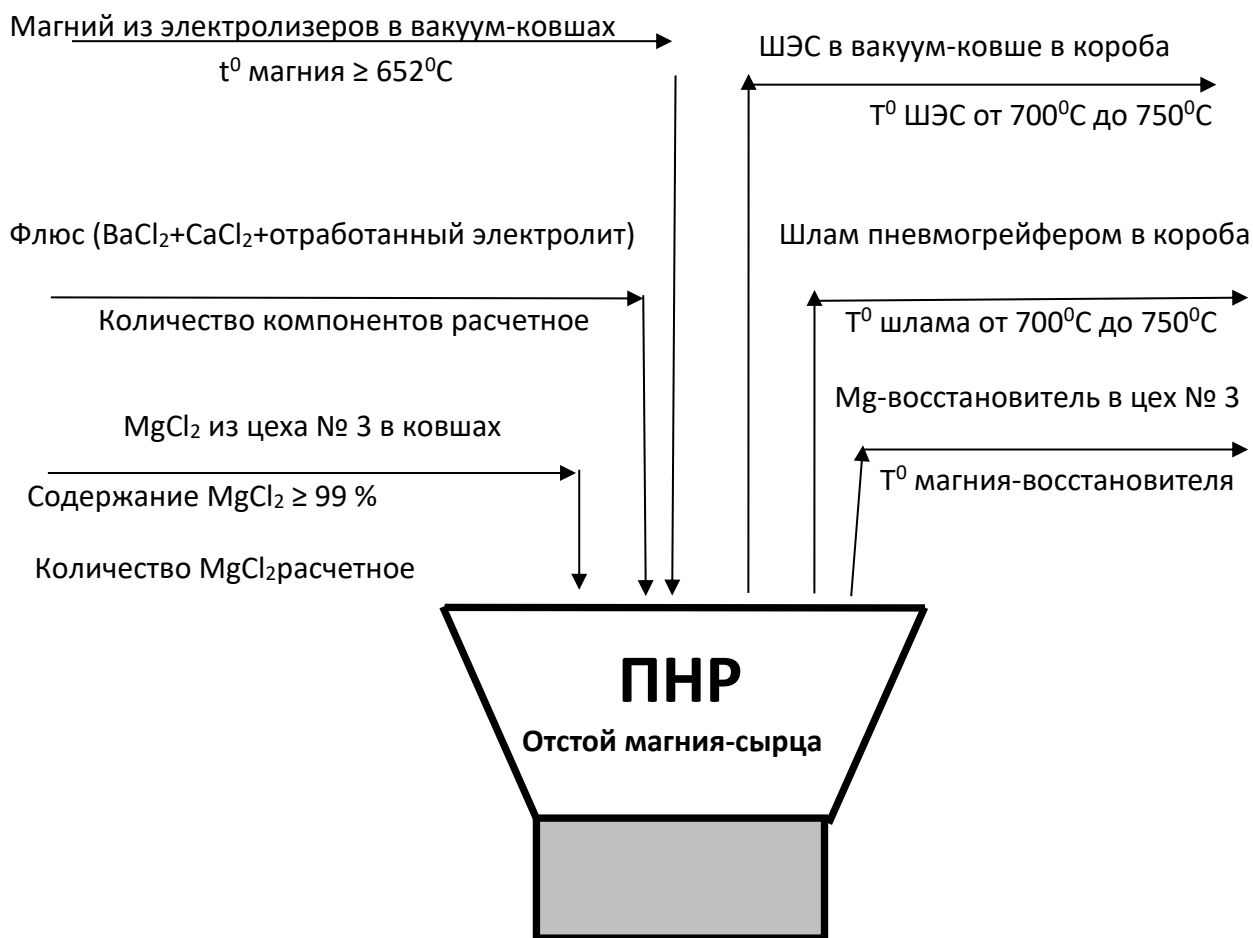 Магний из электролизеров в вакуум-ковшах
t⁰ магния ≥ 652⁰С
ШЭС в вакуум-ковше в короба
Т⁰ ШЭС от 700⁰С до 750⁰С
Флюс (BaCl₂+CaCl₂+отработанный электролит)
Количество компонентов расчетное
Шлам пневмогрейфером в короба
Т⁰ шлама от 700⁰С до 750⁰С
MgCl₂ из цеха № 3 в ковшах
Содержание MgCl₂ ≥ 99 %
Количество MgCl₂расчетное
Mg-восстановитель в цех № 3
Т⁰ магния-восстановителя
ПНР
Отстой магния-сырца